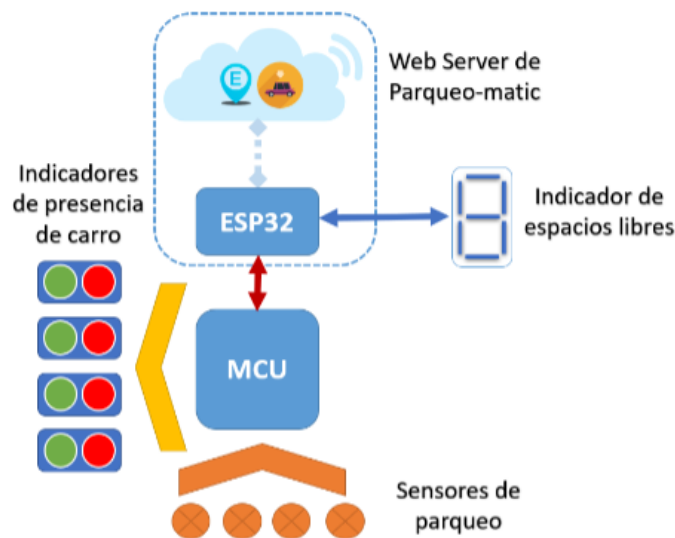 E
Web Server de
Parqueo-matic
Indicadores
de presencia
de carro
ESP32
Indicador de
espacios libres
MCU
Sensores de
parqueo